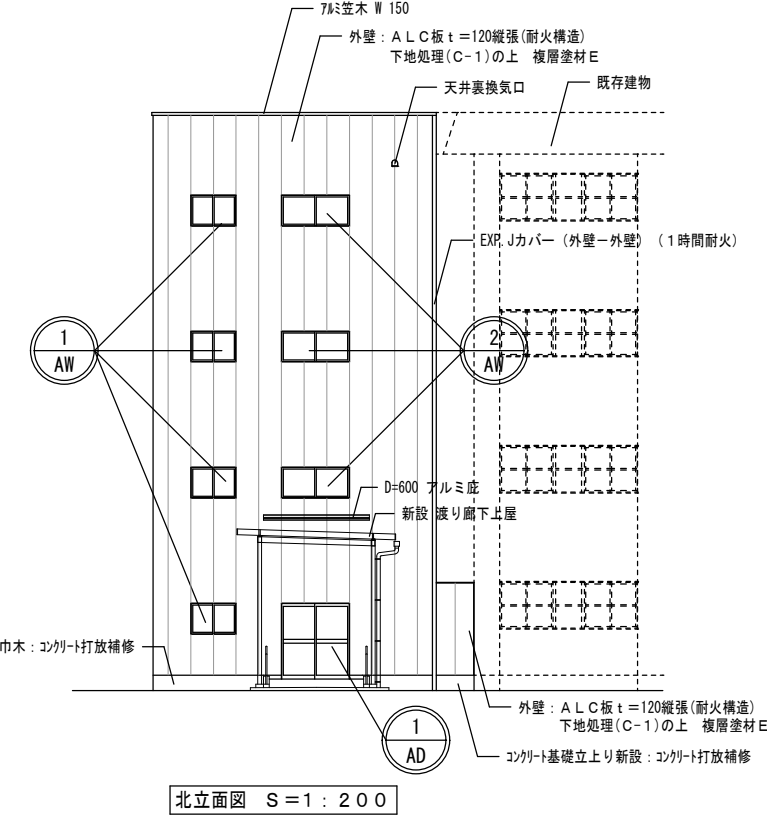 ｱﾙﾐ笠木 W 150
外壁：ＡＬＣ板ｔ＝120縦張(耐火構造)
下地処理(C-1)の上　複層塗材Ｅ
天井裏換気口
既存建物
EXP.Jカバー（外壁－外壁）（１時間耐火）
1
AW
2
AW
D=600 アルミ庇
新設 渡り廊下上屋
巾木：ｺﾝｸﾘｰﾄ打放補修
外壁：ＡＬＣ板ｔ＝120縦張(耐火構造)
下地処理(C-1)の上　複層塗材Ｅ
1
AD
ｺﾝｸﾘｰﾄ基礎立上り新設：ｺﾝｸﾘｰﾄ打放補修
北立面図　Ｓ＝１：２００